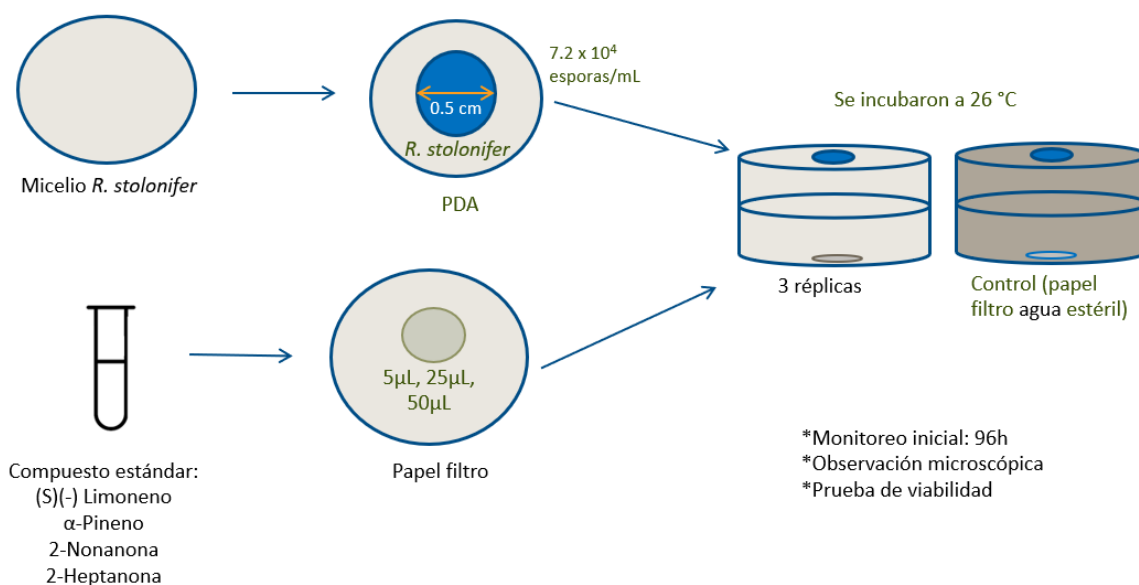 Micelio R. stolonifer
0.5 cm
R. stolonifer
PDA
7.2 x 10⁴
esporas/mL
Se incubaron a 26 °C
3 réplicas
Control (papel
filtro agua estéril)
Compuesto estándar:
(S)(-) Limoneno
α-Pineno
2-Nonanona
2-Heptanona
5µL, 25µL,
50µL
Papel filtro
*Monitoreo inicial: 96h
*Observación microscópica
*Prueba de viabilidad